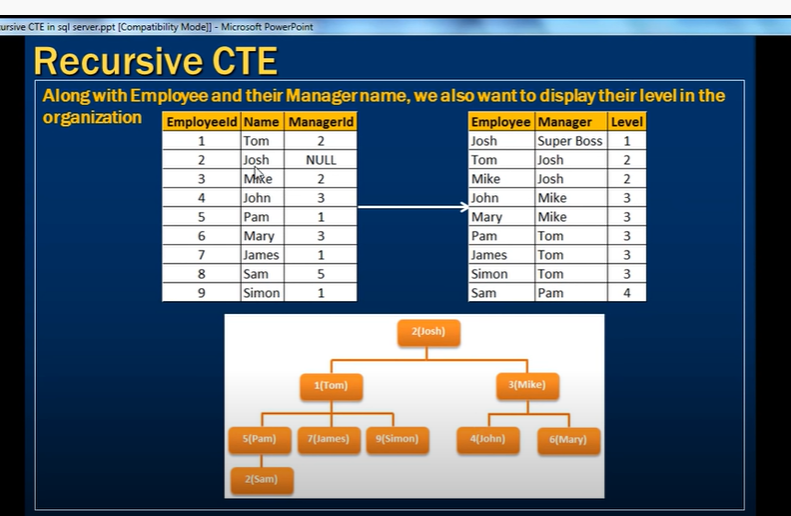 ursive CTE in sql server.ppt [Compatibility Mode]] - Microsoft PowerPoint
Recursive CTE
Along with Employee and their Manager name, we also want to display their level in the
organization
EmployeeId Name ManagerId
1 Tom 2
2 Josh NULL
3 Mike 2
4 John 3
5 Pam 1
6 Mary 3
7 James 1
8 Sam 5
9 Simon 1
Employee Manager Level
Josh Super Boss 1
Tom Josh 2
Mike Josh 2
John Mike 3
Mary Mike 3
Pam Tom 3
James Tom 3
Simon Tom 3
Sam Pam 4
2(Josh)
1(Tom) 3(Mike)
5(Pam) 7(James) 9(Simon) 4(John) 6(Mary)
2(Sam)